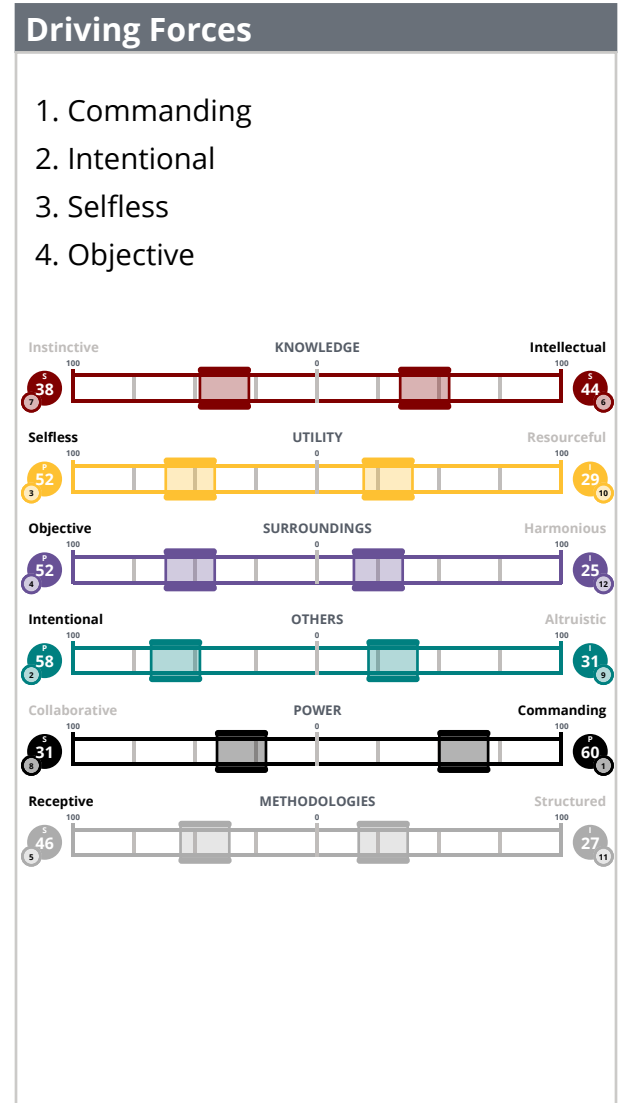 Driving Forces
1. Commanding
2. Intentional
3. Selfless
4. Objective
Instinctive KNOWLEDGE Intellectual
100 0 100
S S
38 44
7 6
Selfless UTILITY Resourceful
100 0 100
P I
52 29
3 10
Objective SURROUNDINGS Harmonious
100 0 100
P I
52 25
4 12
Intentional OTHERS Altruistic
100 0 100
P I
58 31
2 9
Collaborative POWER Commanding
100 0 100
S P
31 60
8 1
Receptive METHODOLOGIES Structured
100 0 100
S I
46 27
5 11